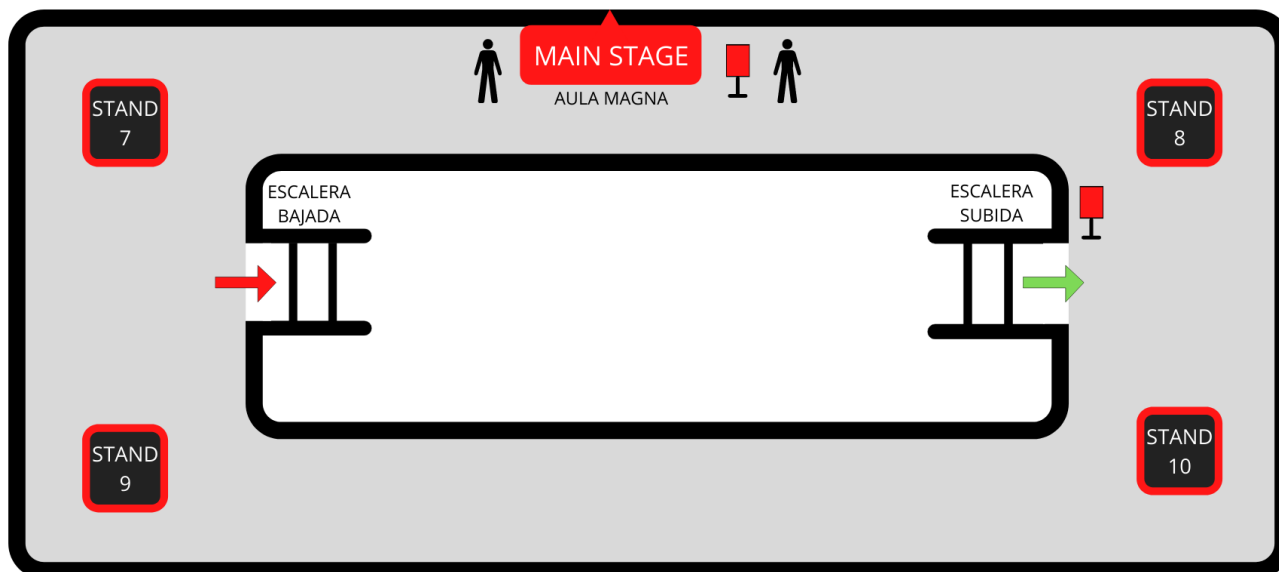 MAIN STAGE
AULA MAGNA
STAND
7
STAND
8
ESCALERA
BAJADA
ESCALERA
SUBIDA
STAND
9
STAND
10